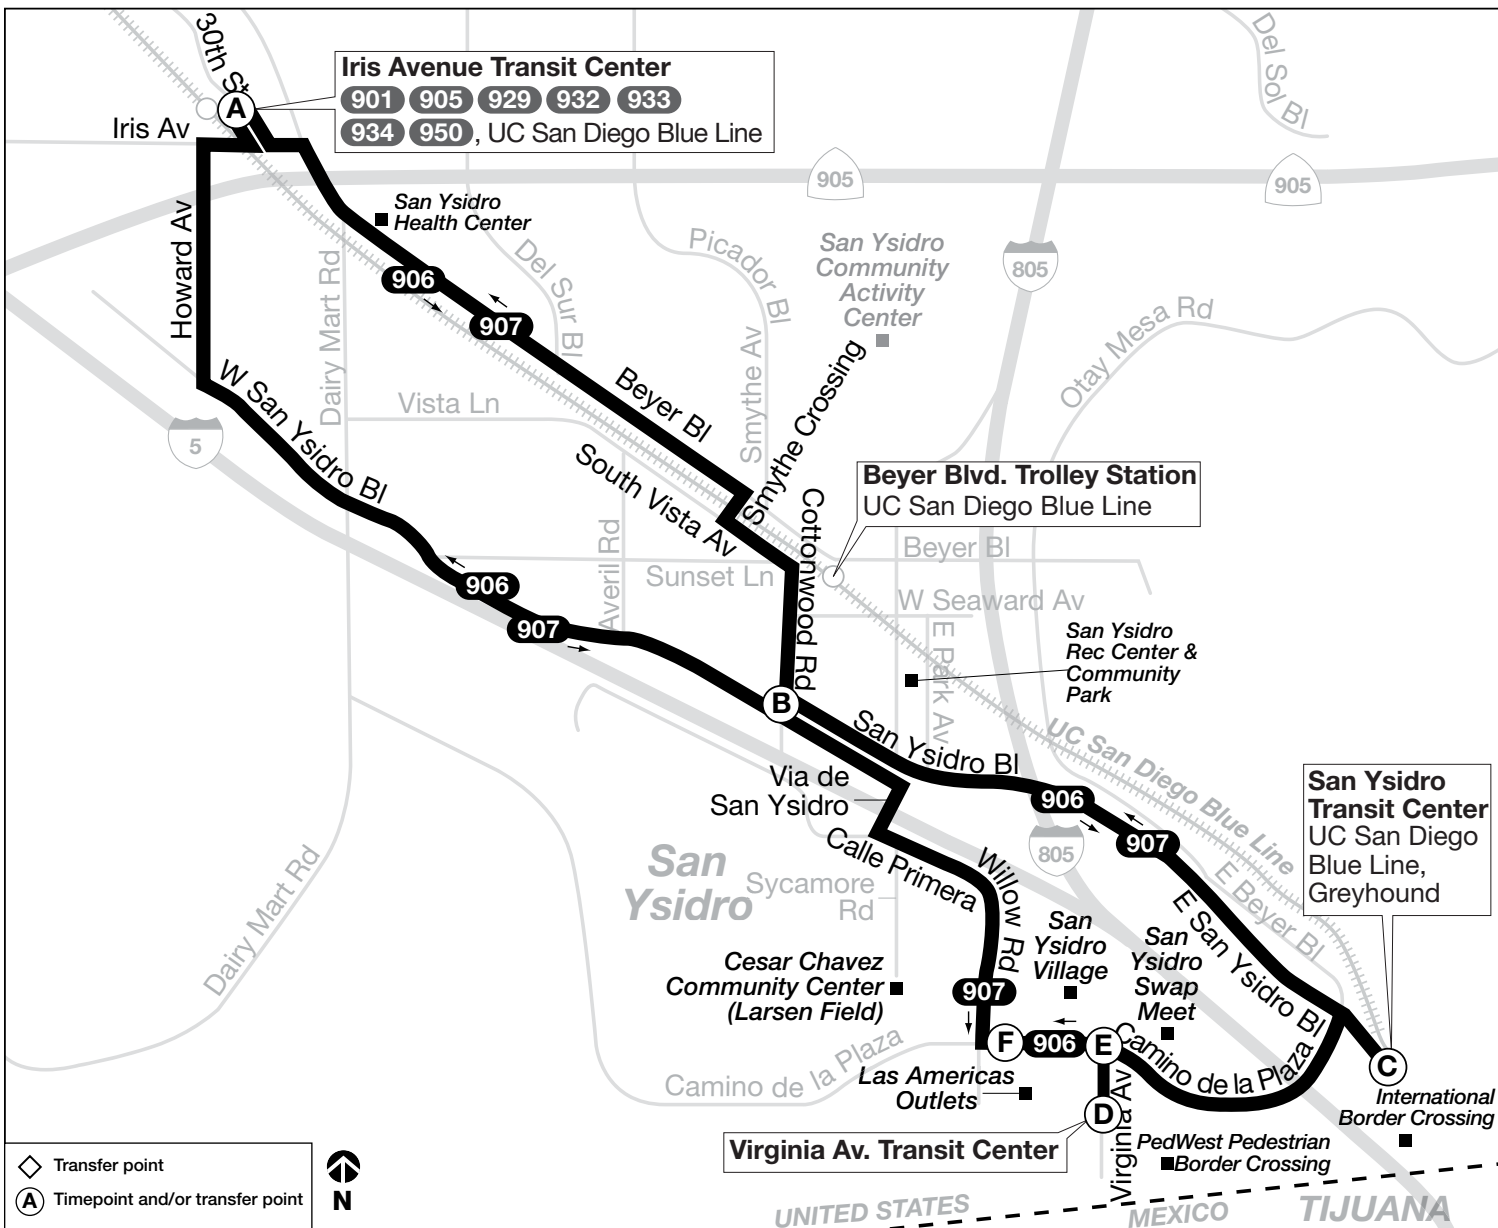 30th St
Iris Avenue Transit Center
901 905 929 932 933
934 950, UC San Diego Blue Line
A
Iris Av
Del Sol Bl
905
905
San Ysidro
Health Center
Howard Av
Dairy Mart Rd
Del Sur Bl
Picador Bl
San Ysidro
Community
Activity
Center
805
906
907
Otay Mesa Rd
Smythe Av
Smythe Crossing
Beyer Bl
Vista Ln
W San Ysidro Bl
5
South Vista Av
Cottonwood Rd
Beyer Blvd. Trolley Station
UC San Diego Blue Line
Beyer Bl
Averil Rd
Sunset Ln
906
907
W Seaward Av
E Park Av
San Ysidro
Rec Center &
Community
Park
B
San Ysidro Bl
UC San Diego Blue Line
Via de
San Ysidro
906
907
805
San Ysidro
Transit Center
UC San Diego
Blue Line,
Greyhound
Calle Primera
San
Ysidro
Sycamore
Rd
Willow Rd
E Beyer Bl
E San Ysidro Bl
Dairy Mart Rd
San
Ysidro
Village
San
Ysidro
Swap
Meet
Cesar Chavez
Community Center
(Larsen Field)
907
F
906
E
Camino de la Plaza
Camino de la Plaza
C
Las Americas
Outlets
D
Virginia Av
International
Border Crossing
Virginia Av. Transit Center
PedWest Pedestrian
Border Crossing
Transfer point
A Timepoint and/or transfer point
N
UNITED STATES
MEXICO
TIJUANA